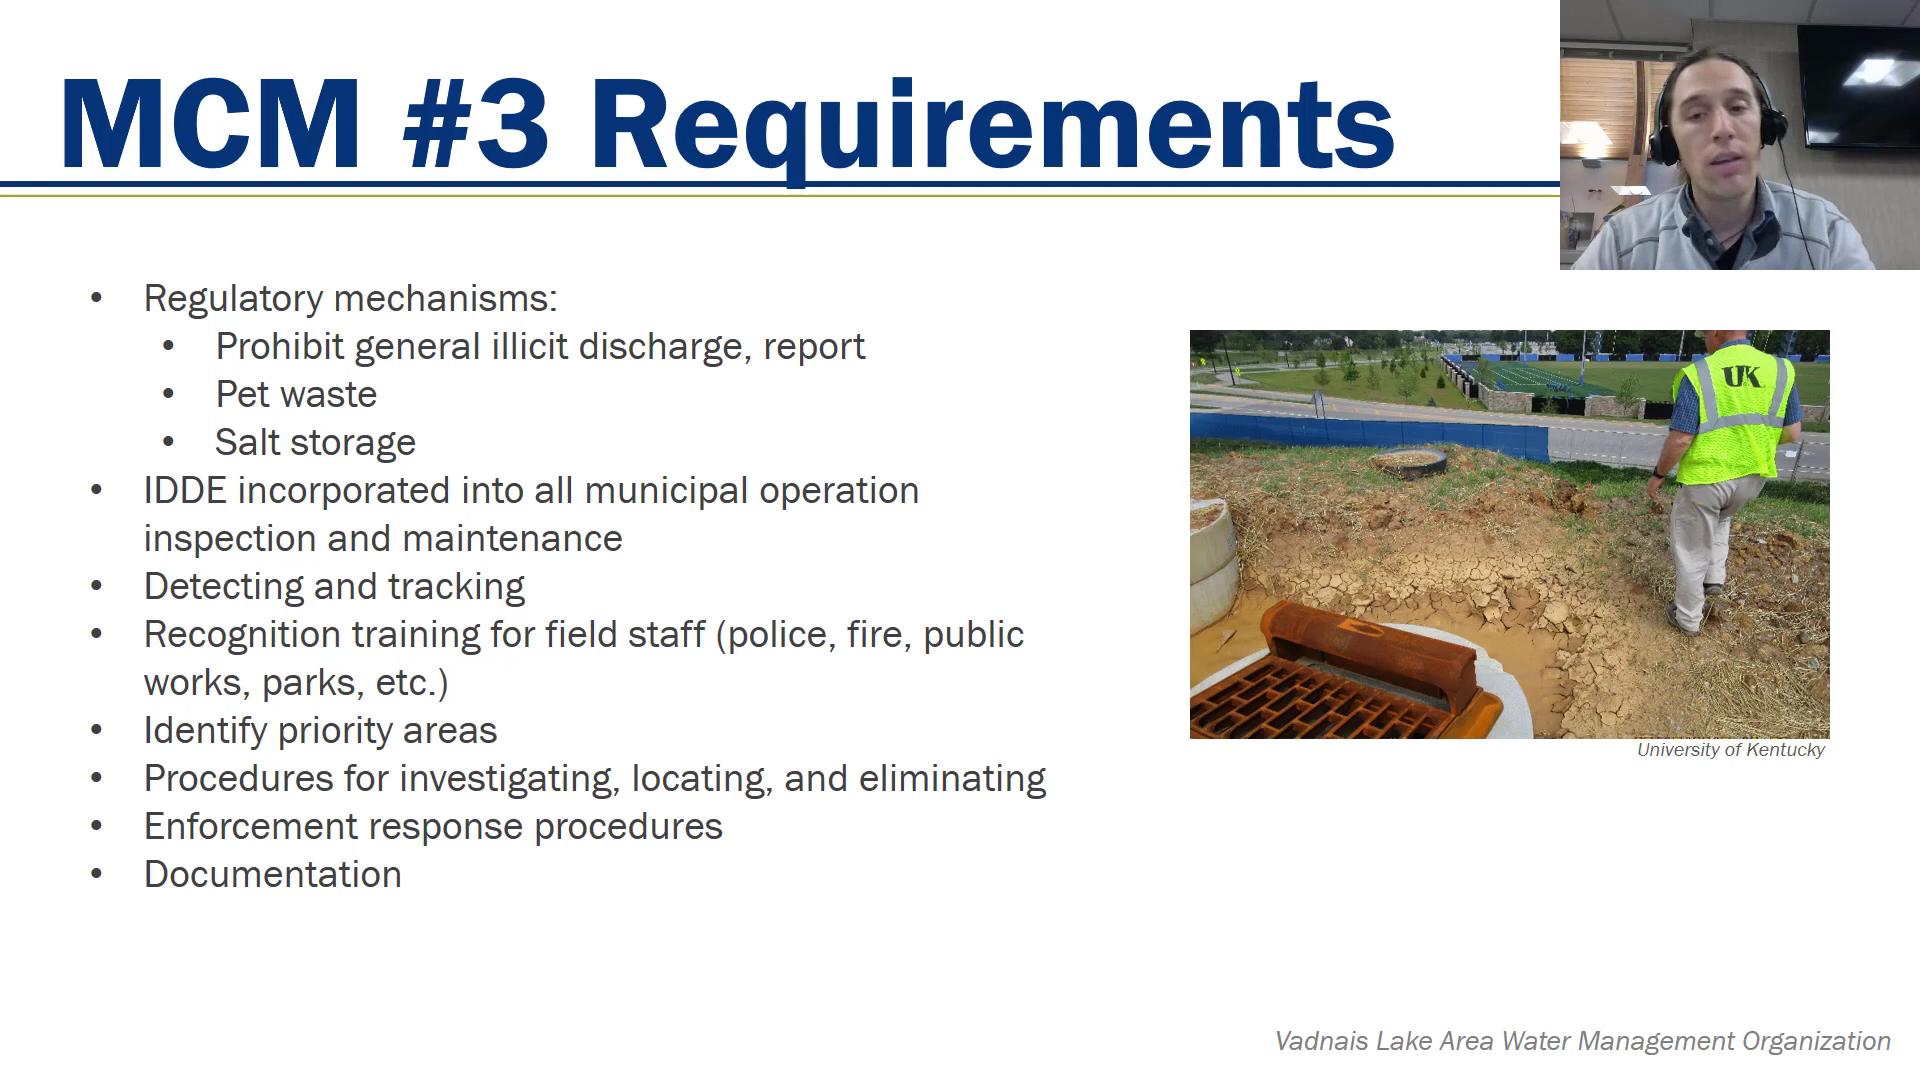 MCM #3 Requirements
• Regulatory mechanisms:
• Prohibit general illicit discharge, report
• Pet waste
• Salt storage
• IDDE incorporated into all municipal operation
inspection and maintenance
• Detecting and tracking
• Recognition training for field staff (police, fire, public
works, parks, etc.)
• Identify priority areas
• Procedures for investigating, locating, and eliminating
• Enforcement response procedures
• Documentation
UK
University of Kentucky
Vadnais Lake Area Water Management Organization